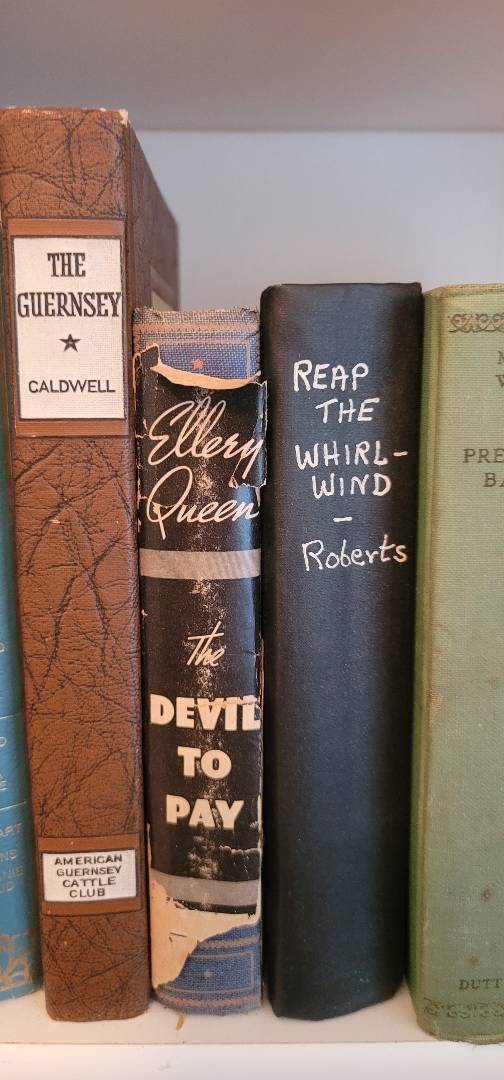 THE
GUERNSEY
★
CALDWELL
AMERICAN
GUERNSEY
CATTLE
CLUB
Ellery
Queen
The
DEVIL
TO
PAY
REAP
THE
WHIRL-
WIND
–
Roberts
PRE
BA
DUTT